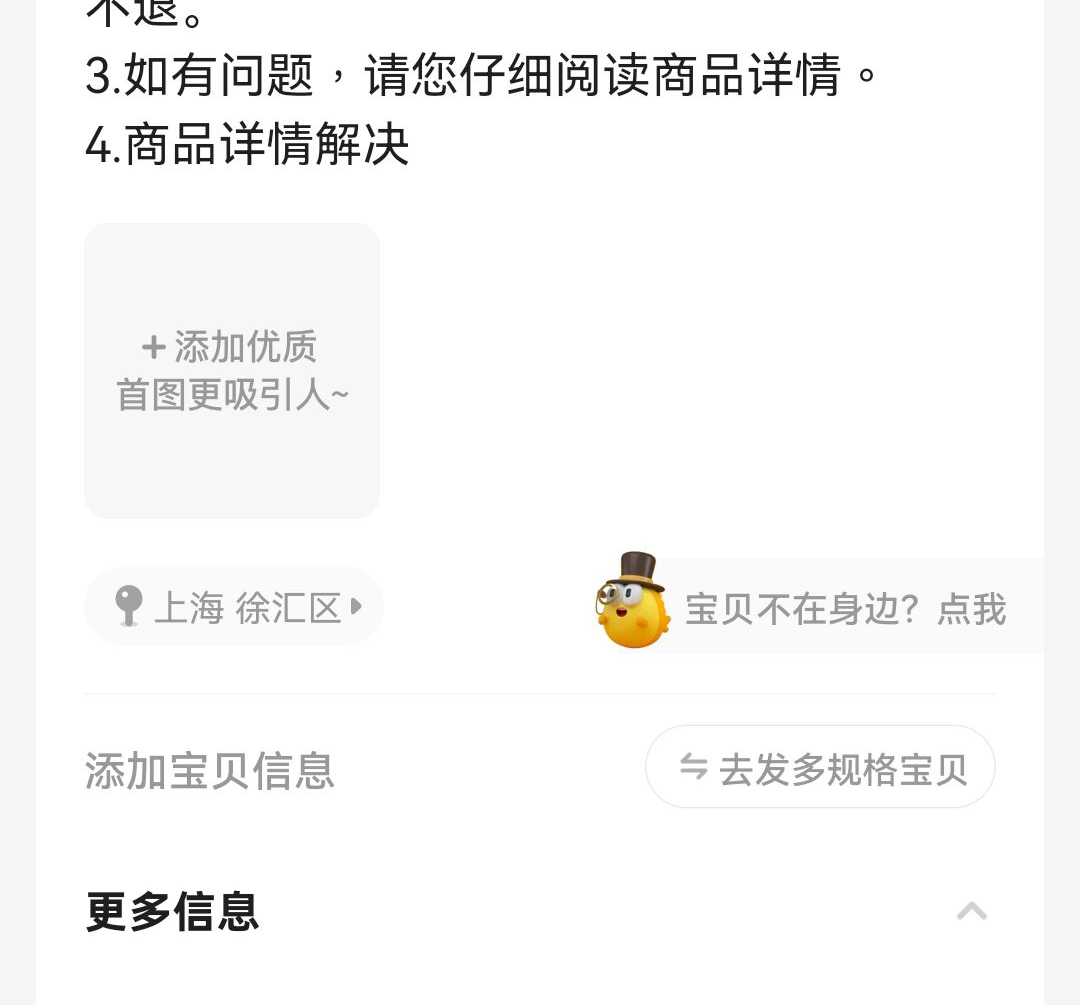 不退。
3.如有问题，请您仔细阅读商品详情。
4.商品详情解决
+添加优质
首图更吸引人~
上海 徐汇区
宝贝不在身边？点我
添加宝贝信息
去发多规格宝贝
更多信息